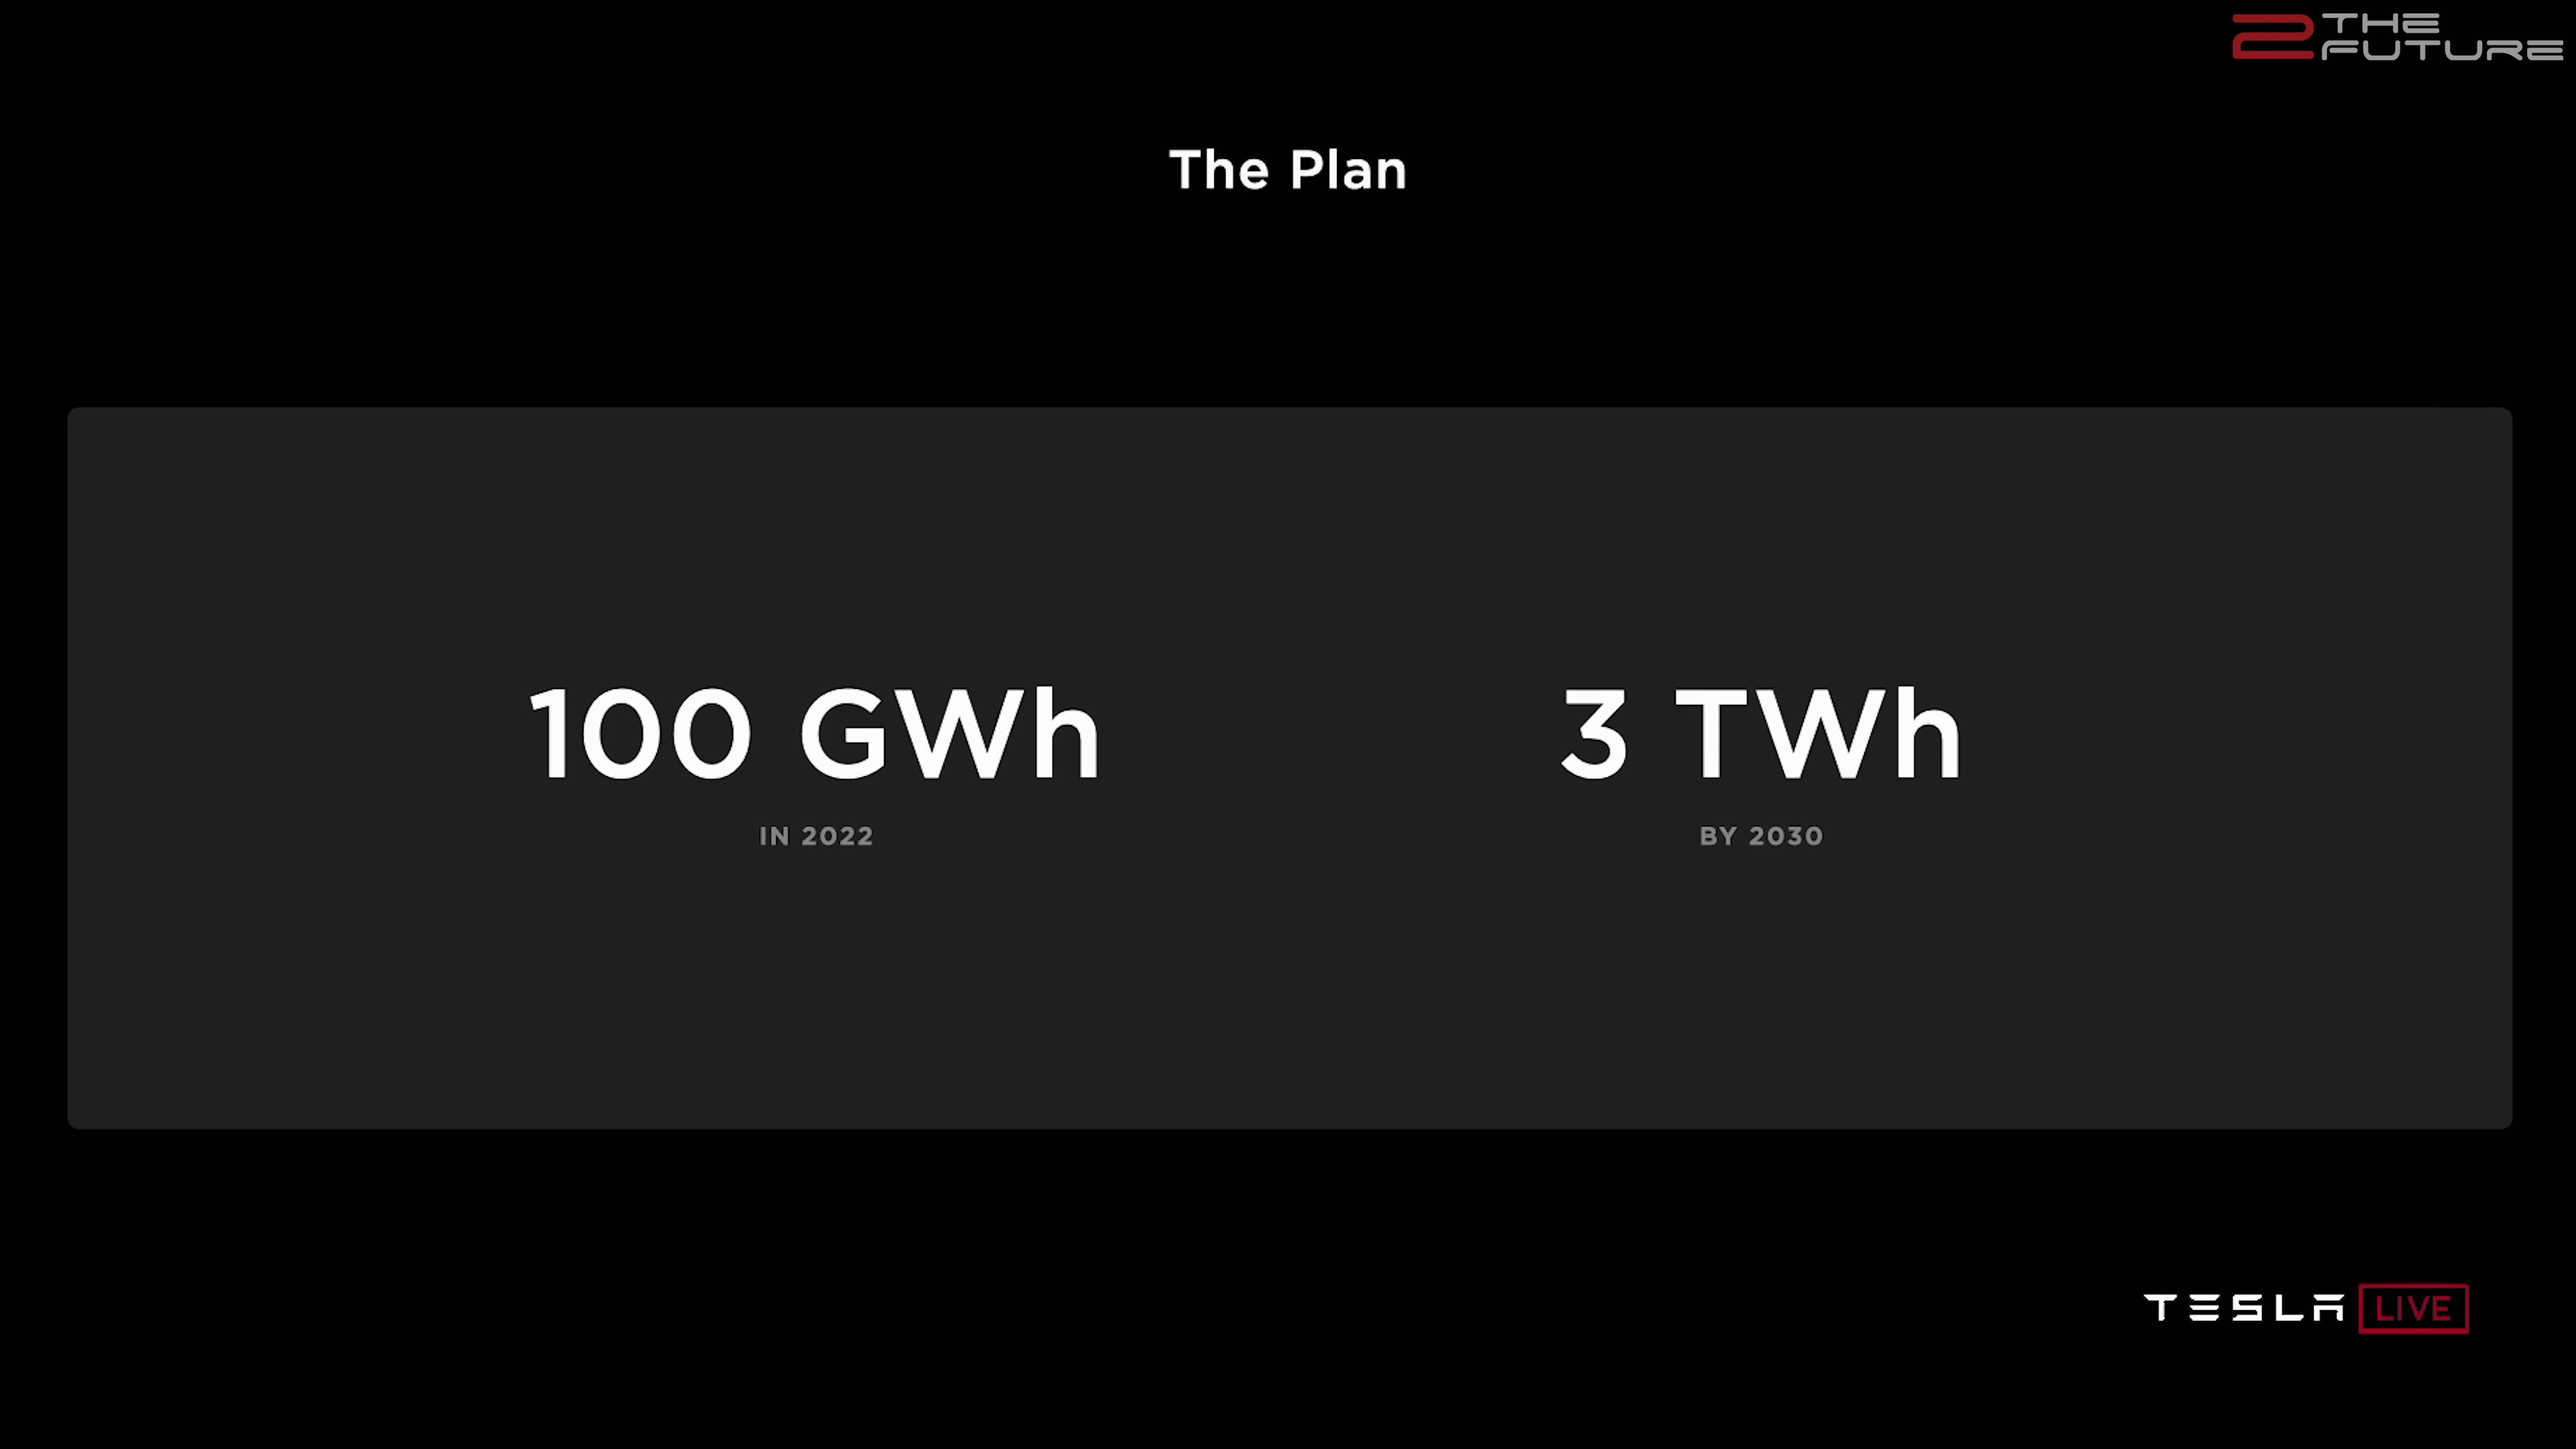 2 THE FUTURE
The Plan
100 GWh
3 TWh
IN 2022
BY 2030
TESLA LIVE